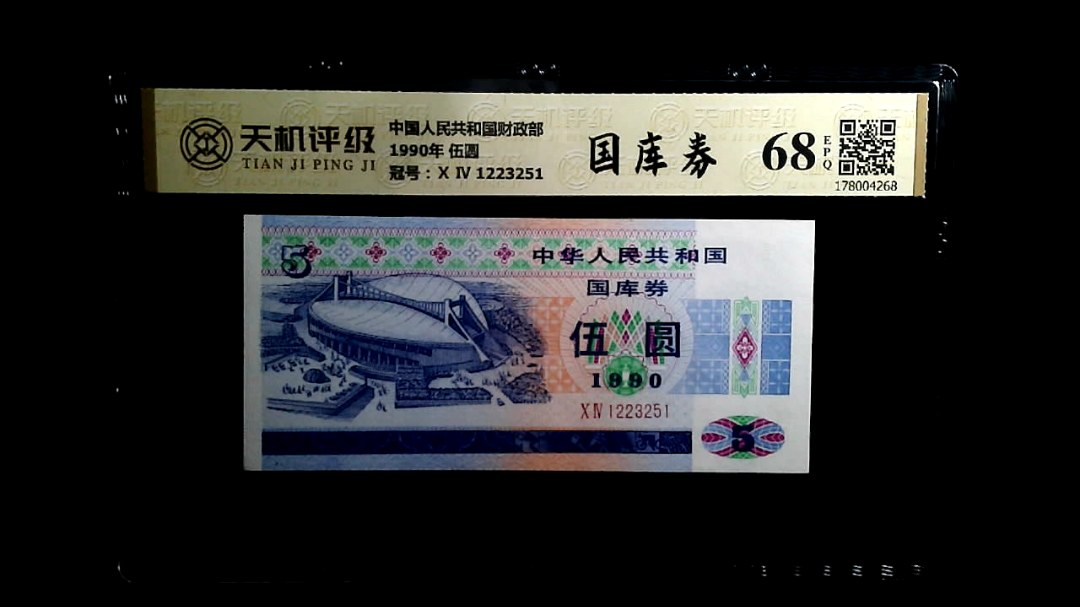 天机评级
TIAN JI PING JI
中国人民共和国财政部
1990年 伍圆
冠号：X Ⅳ 1223251
国库券
68
EPQ
178004268
5
中华人民共和国
国库券
伍圆
1990
XⅣ1223251
5